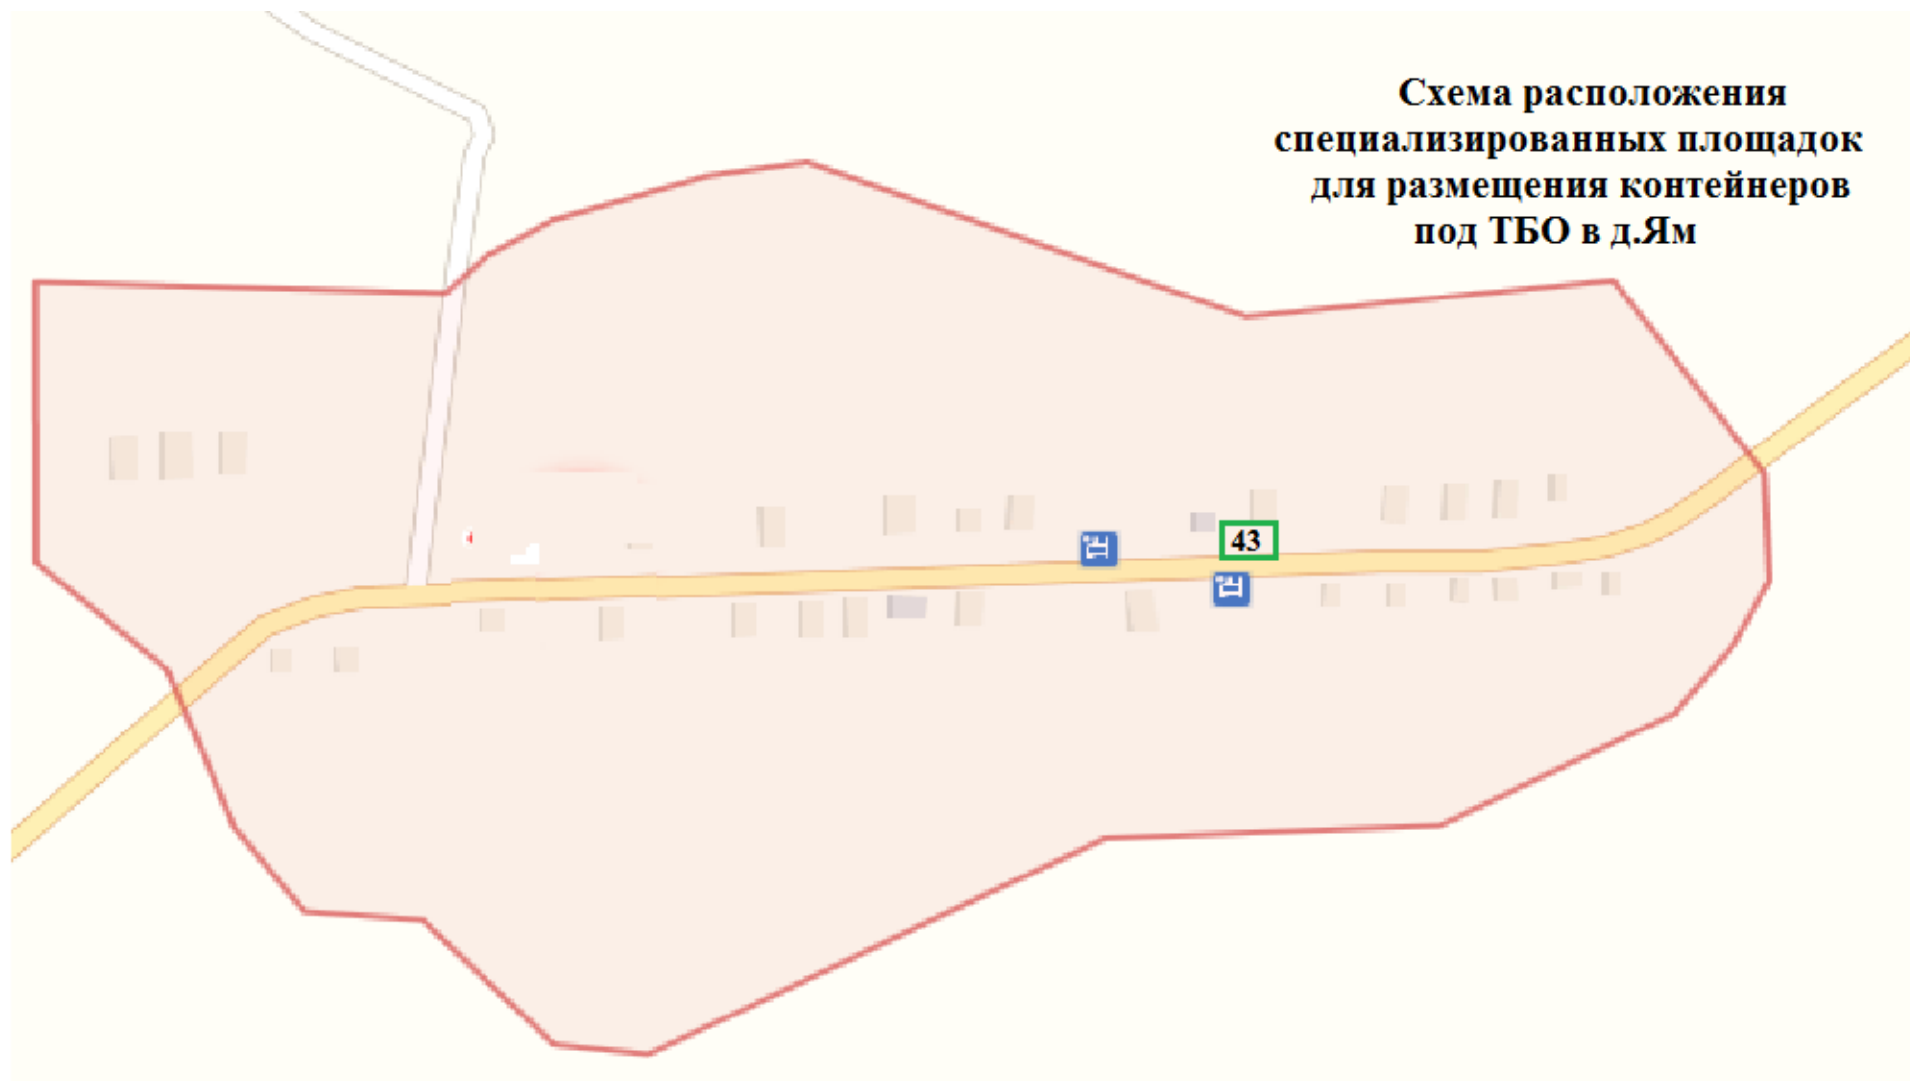 Схема расположения
специализированных площадок
для размещения контейнеров
под ТБО в д.Ям
43